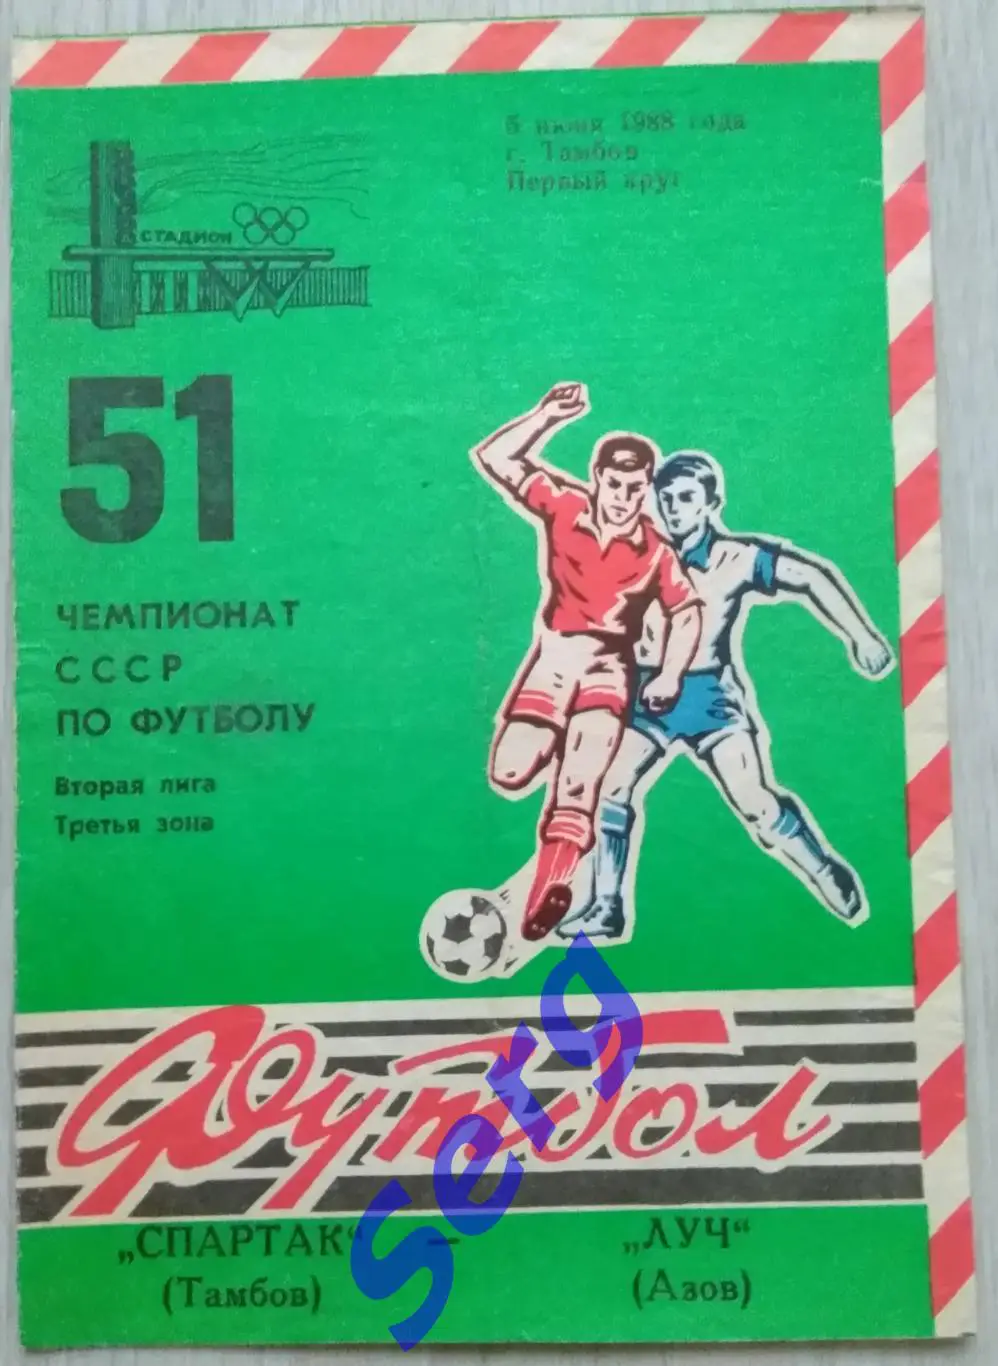 5 июня 1988 года
г. Тамбов
Первый круг
СТАДИОН
51
ЧЕМПИОНАТ
СССР
ПО ФУТБОЛУ
Вторая лига
Третья зона
Футбол
„СПАРТАК“ — „ЛУЧ“
(Тамбов) (Азов)
Serg